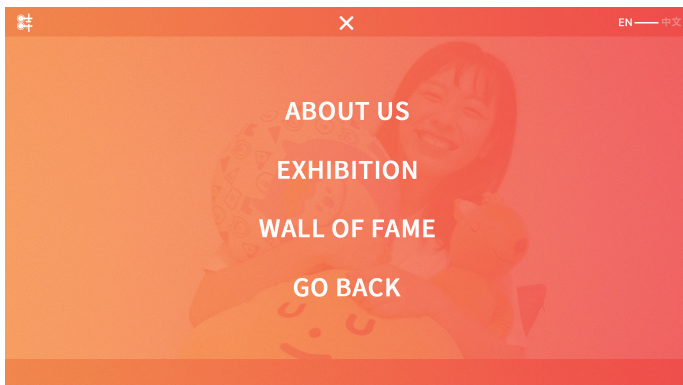 EN 中文
ABOUT US
EXHIBITION
WALL OF FAME
GO BACK